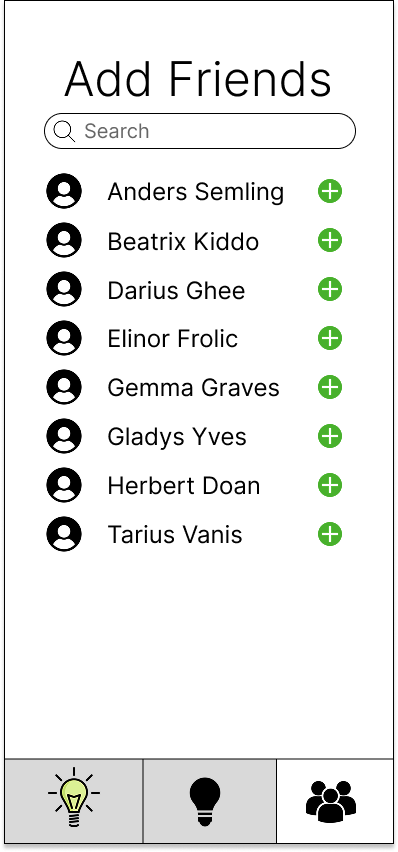 Add Friends
Search
Anders Semling
Beatrix Kiddo
Darius Ghee
Elinor Frolic
Gemma Graves
Gladys Yves
Herbert Doan
Tarius Vanis